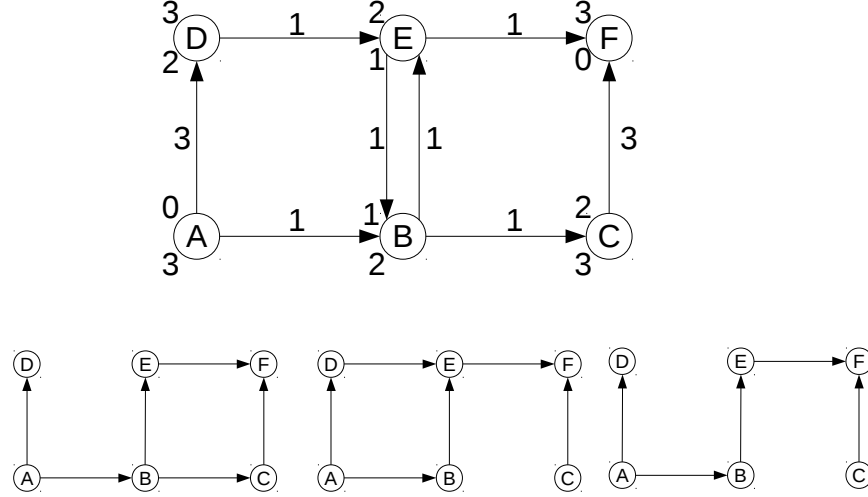 3 2 3
D 1 E 1 F
2 1 0
3 1 1 3
0 1 2
A 1 B 1 C
3 2 3
D E F D E F D E F
A B C A B C A B C